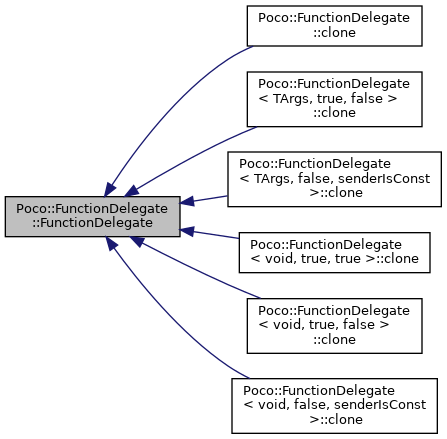 Poco::FunctionDelegate
::clone
Poco::FunctionDelegate
< TArgs, true, false >
::clone
Poco::FunctionDelegate
< TArgs, false, senderIsConst
>::clone
Poco::FunctionDelegate
::FunctionDelegate
Poco::FunctionDelegate
< void, true, true >::clone
Poco::FunctionDelegate
< void, true, false >
::clone
Poco::FunctionDelegate
< void, false, senderIsConst
>::clone